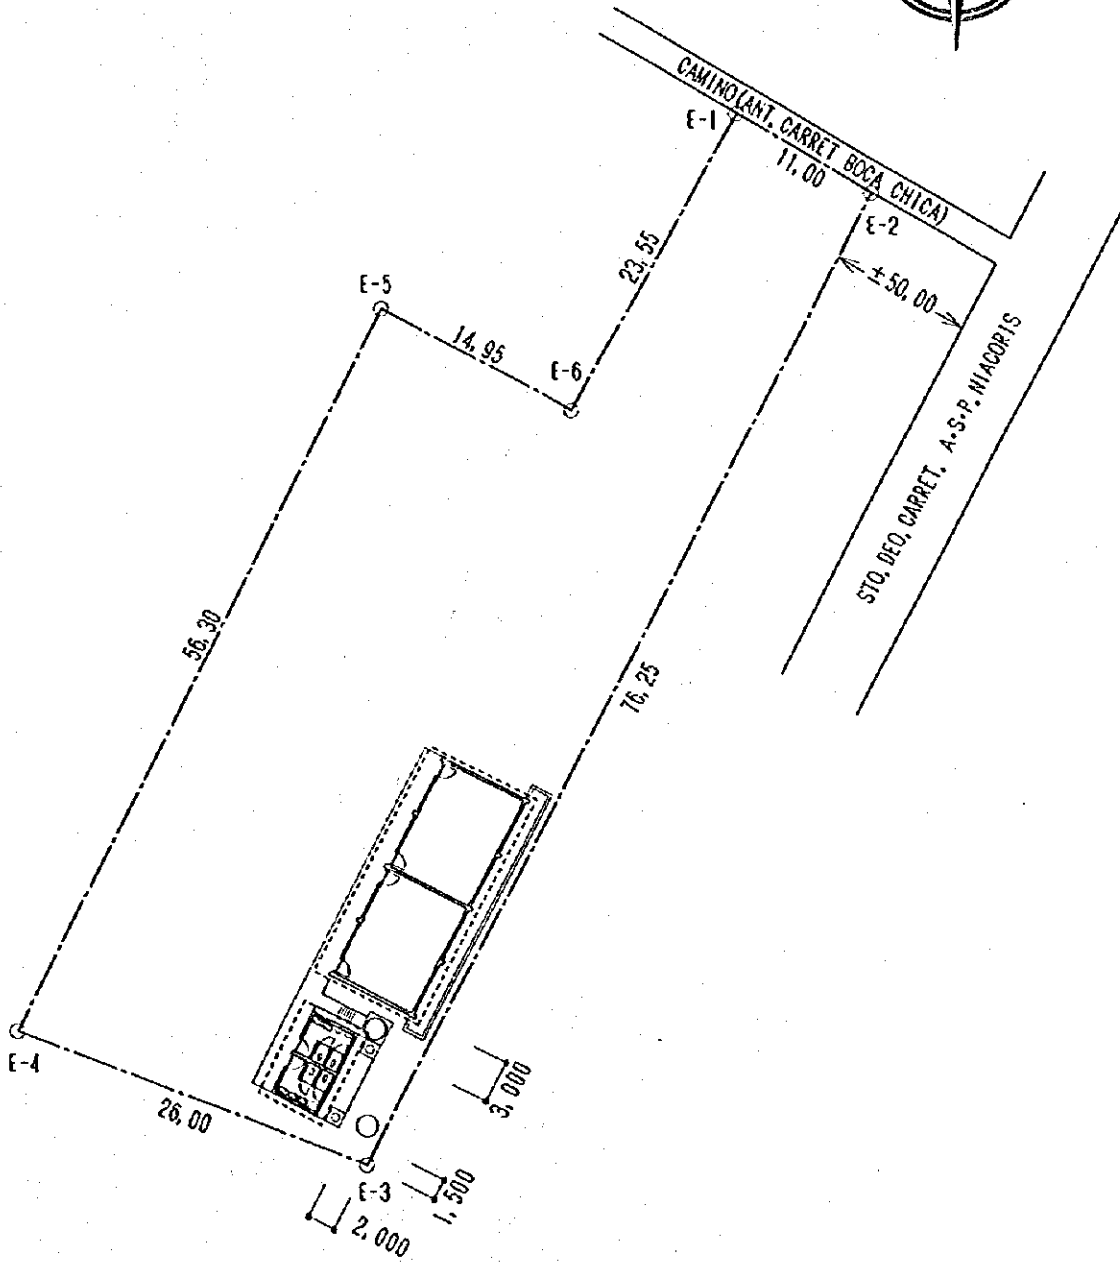 CAMINO(ANT. CARRET BOCA CHICA)
E-1
11.00
E-2
23.55
±50.00
E-5
14.95
E-6
STO. DEO. CARRET. A.S.P. NIACORIS
56.30
76.25
E-4
26.00
3,000
E-3
1,500
2,000